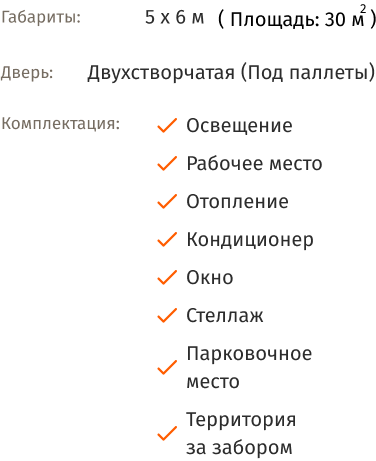 Габариты: 5 x 6 м ( Площадь: 30 м² )
Дверь: Двухстворчатая (Под паллеты)
Комплектация: Освещение
Рабочее место
Отопление
Кондиционер
Окно
Стеллаж
Парковочное
место
Территория
за забором